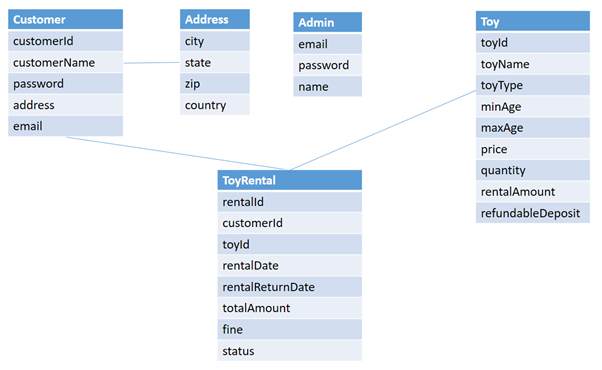 Customer
customerId
customerName
password
address
email
Address
city
state
zip
country
Admin
email
password
name
Toy
toyId
toyName
toyType
minAge
maxAge
price
quantity
rentalAmount
refundableDeposit
ToyRental
rentalId
customerId
toyId
rentalDate
rentalReturnDate
totalAmount
fine
status